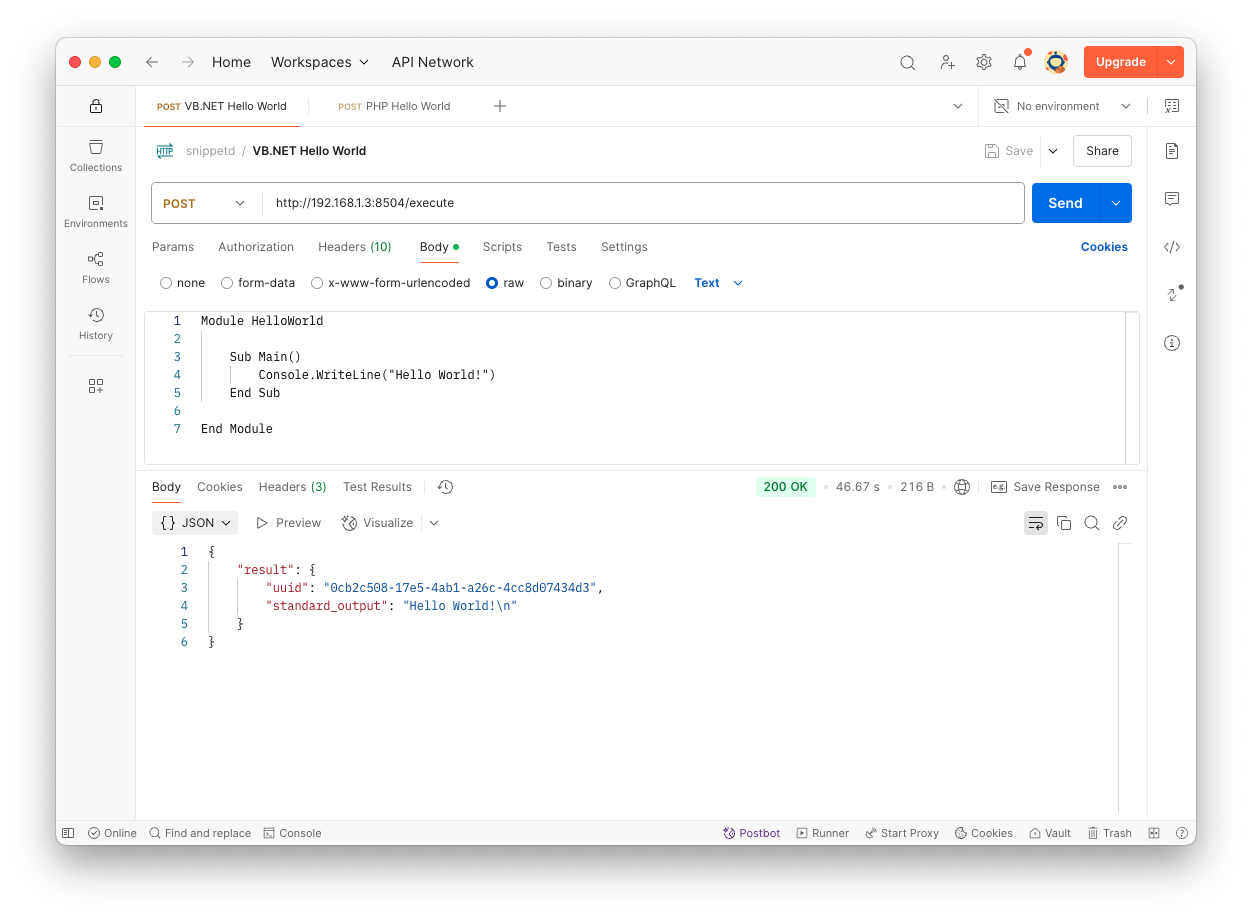 Home Workspaces API Network Upgrade
POST VB.NET Hello World POST PHP Hello World No environment
HTTP snippetd / VB.NET Hello World Save Share
POST http://192.168.1.3:8504/execute Send
Params Authorization Headers (10) Body Scripts Tests Settings Cookies
none form-data x-www-form-urlencoded raw binary GraphQL Text
1 Module HelloWorld
2
3 Sub Main()
4 Console.WriteLine("Hello World!")
5 End Sub
6
7 End Module
Collections
Environments
Flows
History
Body Cookies Headers (3) Test Results 200 OK 46.67 s 216 B e.g. Save Response
{} JSON Preview Visualize
1 {
2 "result": {
3 "uuid": "0cb2c508-17e5-4ab1-a26c-4cc8d07434d3",
4 "standard_output": "Hello World!\n"
5 }
6 }
Online Find and replace Console Postbot Runner Start Proxy Cookies Vault Trash